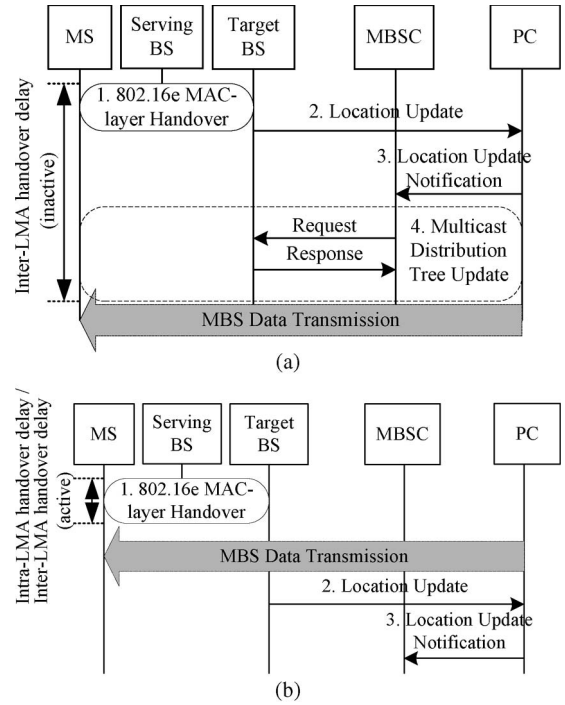 MS
Serving
BS
Target
BS
MBSC
PC
Inter-LMA handover delay
(inactive)
1. 802.16e MAC-
layer Handover
2. Location Update
3. Location Update
Notification
Request
Response
4. Multicast
Distribution
Tree Update
MBS Data Transmission
(a)
MS
Serving
BS
Target
BS
MBSC
PC
Intra-LMA handover delay /
Inter-LMA handover delay
(active)
1. 802.16e MAC-
layer Handover
MBS Data Transmission
2. Location Update
3. Location Update
Notification
(b)